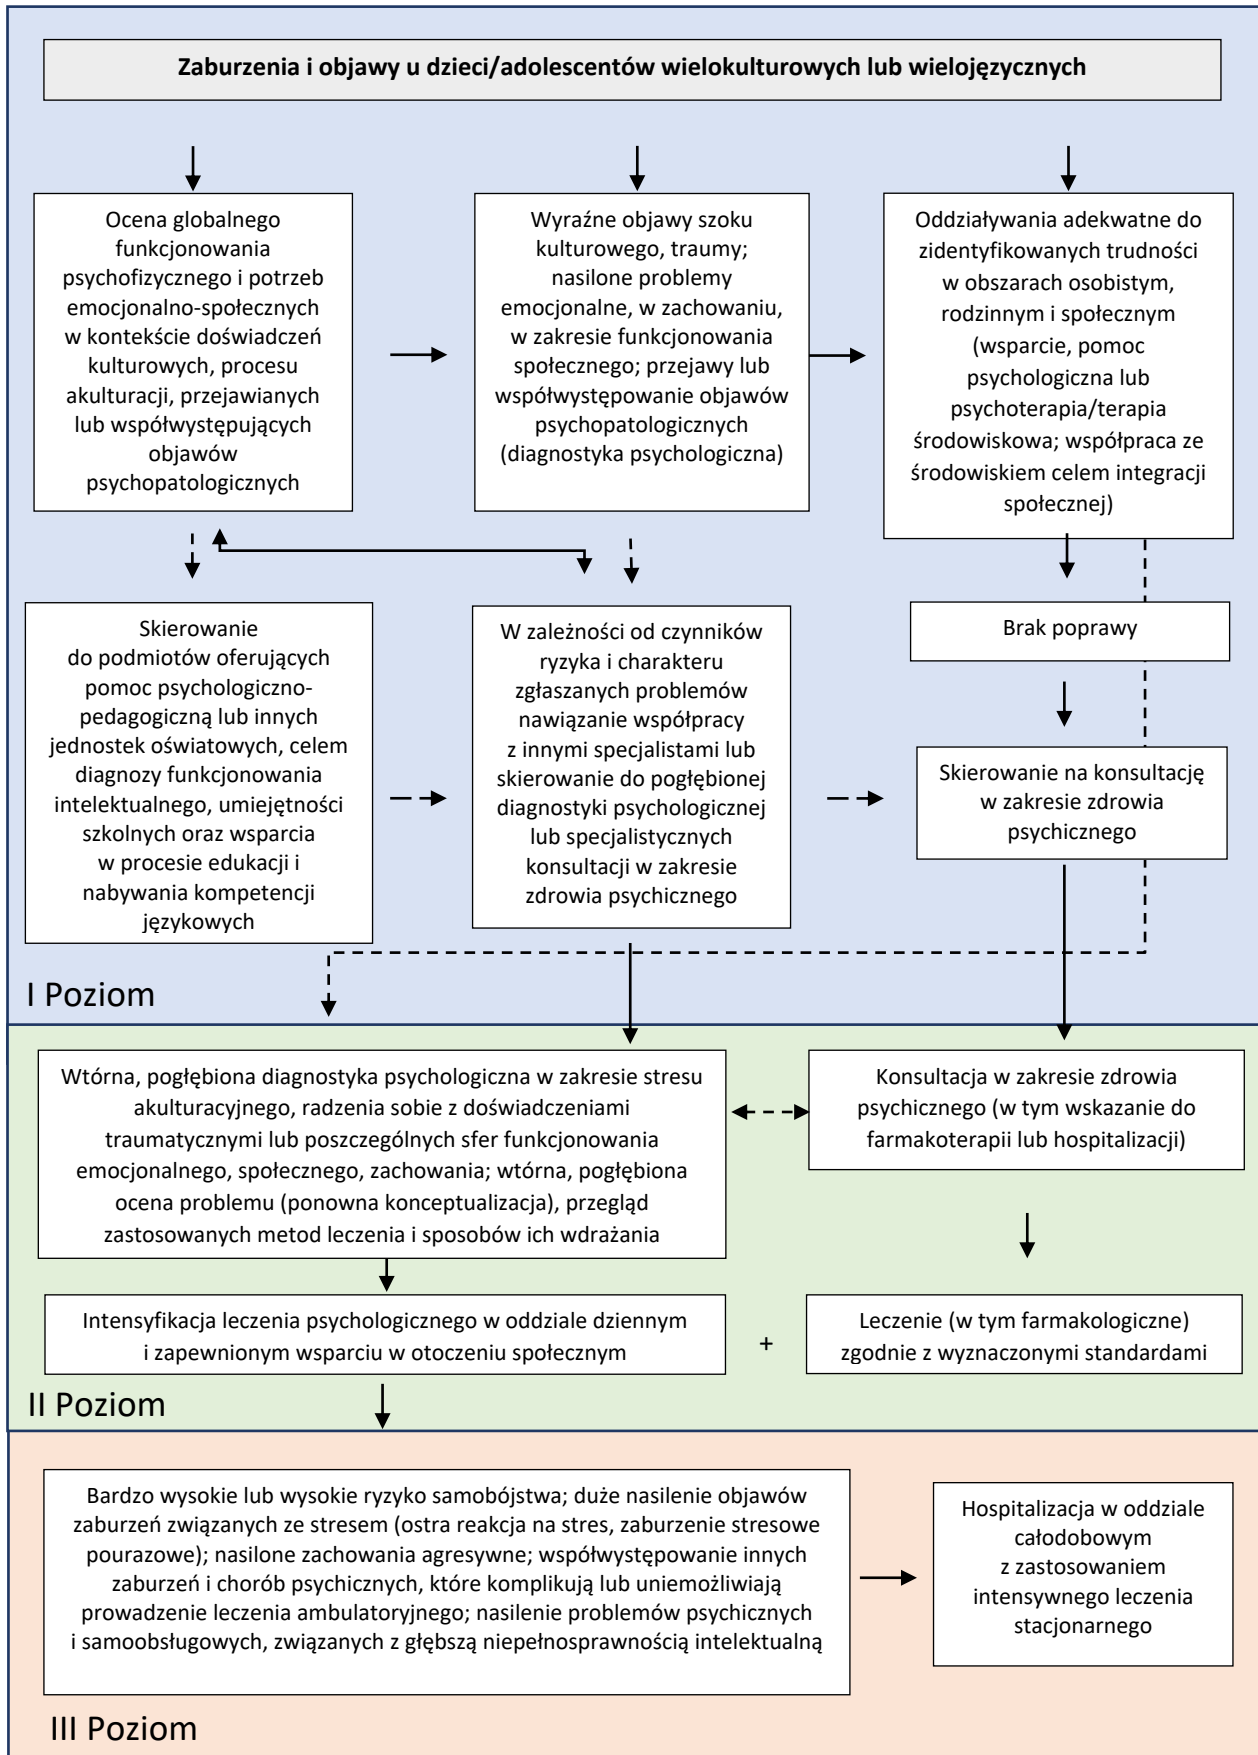 Zaburzenia i objawy u dzieci/adolescentów wielokulturowych lub wielojęzycznych
Ocena globalnego
funkcjonowania
psychofizycznego i potrzeb
emocjonalno-społecznych
w kontekście doświadczeń
kulturowych, procesu
akulturacji, przejawianych
lub współwystępujących
objawów
psychopatologicznych
Wyraźne objawy szoku
kulturowego, traumy;
nasilone problemy
emocjonalne, w zachowaniu,
w zakresie funkcjonowania
społecznego; przejawy lub
współwystępowanie objawów
psychopatologicznych
(diagnostyka psychologiczna)
Oddziaływania adekwatne do
zidentyfikowanych trudności
w obszarach osobistym,
rodzinnym i społecznym
(wsparcie, pomoc
psychologiczna lub
psychoterapia/terapia
środowiskowa; współpraca ze
środowiskiem celem integracji
społecznej)
Skierowanie
do podmiotów oferujących
pomoc psychologiczno-
pedagogiczną lub innych
jednostek oświatowych, celem
diagnozy funkcjonowania
intelektualnego, umiejętności
szkolnych oraz wsparcia
w procesie edukacji i
nabywania kompetencji
językowych
W zależności od czynników
ryzyka i charakteru
zgłaszanych problemów
nawiązanie współpracy
z innymi specjalistami lub
skierowanie do pogłębionej
diagnostyki psychologicznej
lub specjalistycznych
konsultacji w zakresie
zdrowia psychicznego
Brak poprawy
Skierowanie na konsultację
w zakresie zdrowia
psychicznego
I Poziom
Wtórna, pogłębiona diagnostyka psychologiczna w zakresie stresu
akulturacyjnego, radzenia sobie z doświadczeniami
traumatycznymi lub poszczególnych sfer funkcjonowania
emocjonalnego, społecznego, zachowania; wtórna, pogłębiona
ocena problemu (ponowna konceptualizacja), przegląd
zastosowanych metod leczenia i sposobów ich wdrażania
Konsultacja w zakresie zdrowia
psychicznego (w tym wskazanie do
farmakoterapii lub hospitalizacji)
Intensyfikacja leczenia psychologicznego w oddziale dziennym
i zapewnionym wsparciu w otoczeniu społecznym
+
Leczenie (w tym farmakologiczne)
zgodnie z wyznaczonymi standardami
II Poziom
Bardzo wysokie lub wysokie ryzyko samobójstwa; duże nasilenie objawów
zaburzeń związanych ze stresem (ostra reakcja na stres, zaburzenie stresowe
pourazowe); nasilone zachowania agresywne; współwystępowanie innych
zaburzeń i chorób psychicznych, które komplikują lub uniemożliwiają
prowadzenie leczenia ambulatoryjnego; nasilenie problemów psychicznych
i samoobsługowych, związanych z głębszą niepełnosprawnością intelektualną
Hospitalizacja w oddziale
całodobowym
z zastosowaniem
intensywnego leczenia
stacjonarnego
III Poziom